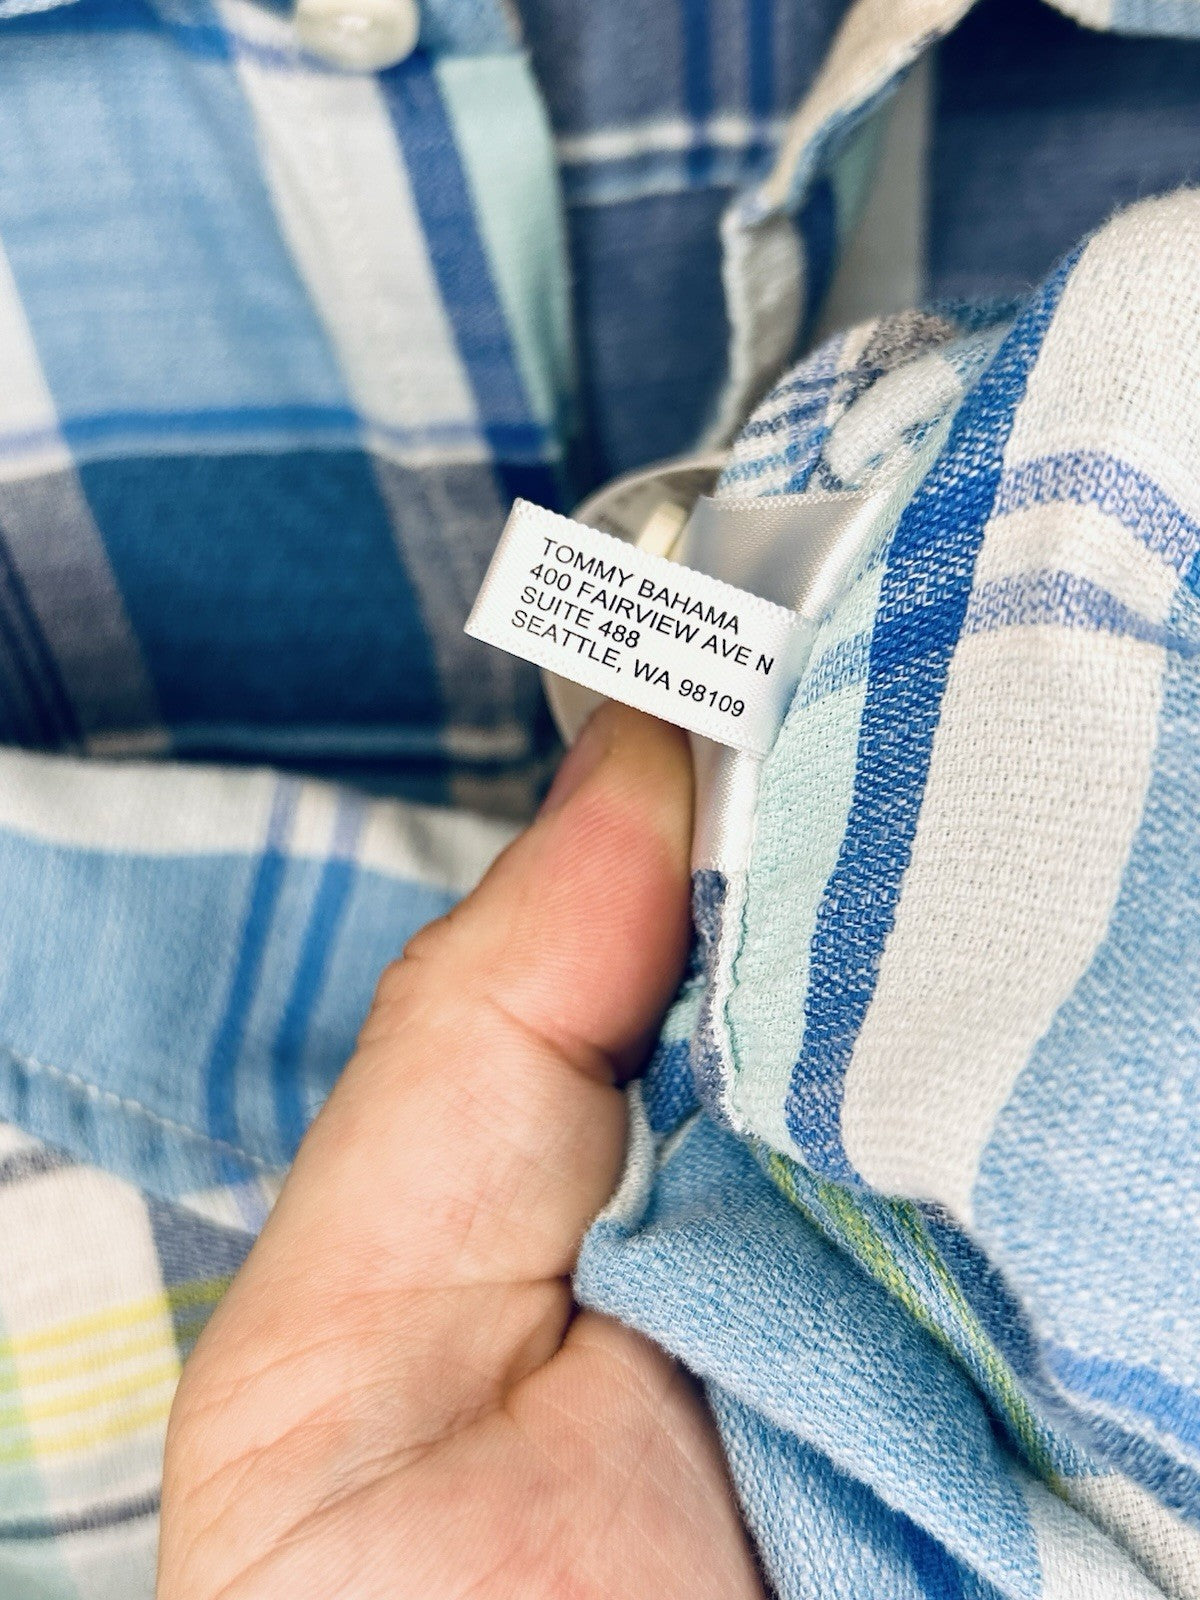 TOMMY BAHAMA
400 FAIRVIEW AVE N
SUITE 488
SEATTLE, WA 98109